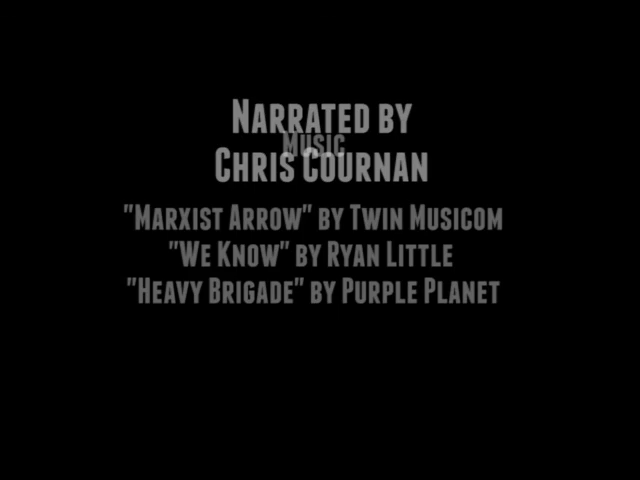 Narrated by
Music
Chris Cournan
"Marxist Arrow" by Twin Musicom
"We Know" by Ryan Little
"Heavy Brigade" by Purple Planet